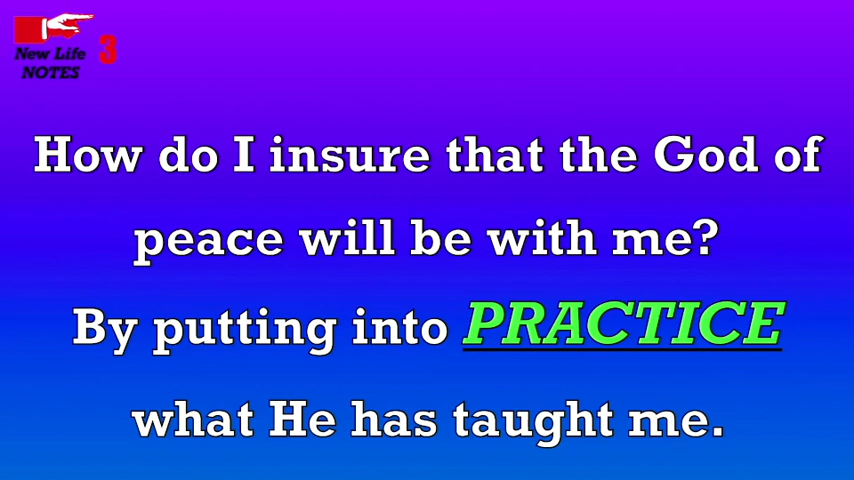 New Life 3
NOTES
How do I insure that the God of
peace will be with me?
By putting into PRACTICE
what He has taught me.